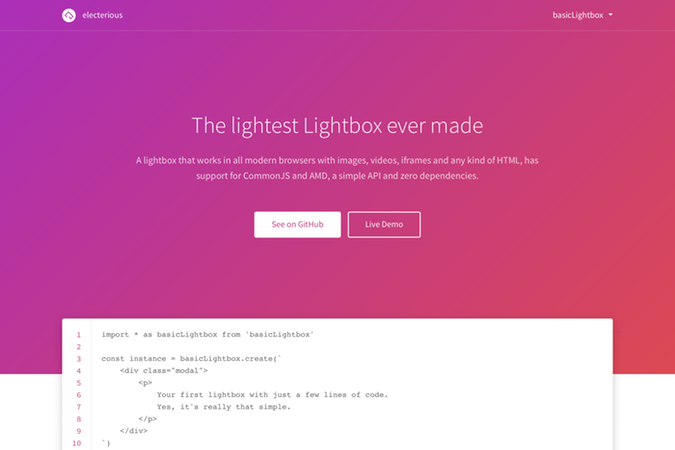 electerious
basicLightbox
The lightest Lightbox ever made
A lightbox that works in all modern browsers with images, videos, iframes and any kind of HTML, has
support for CommonJS and AMD, a simple API and zero dependencies.
See on GitHub
Live Demo
1 import * as basicLightbox from 'basicLightbox'
2
3 const instance = basicLightbox.create(`
4 <div class="modal">
5 <p>
6 Your first lightbox with just a few lines of code.
7 Yes, it's really that simple.
8 </p>
9 </div>
10 `)